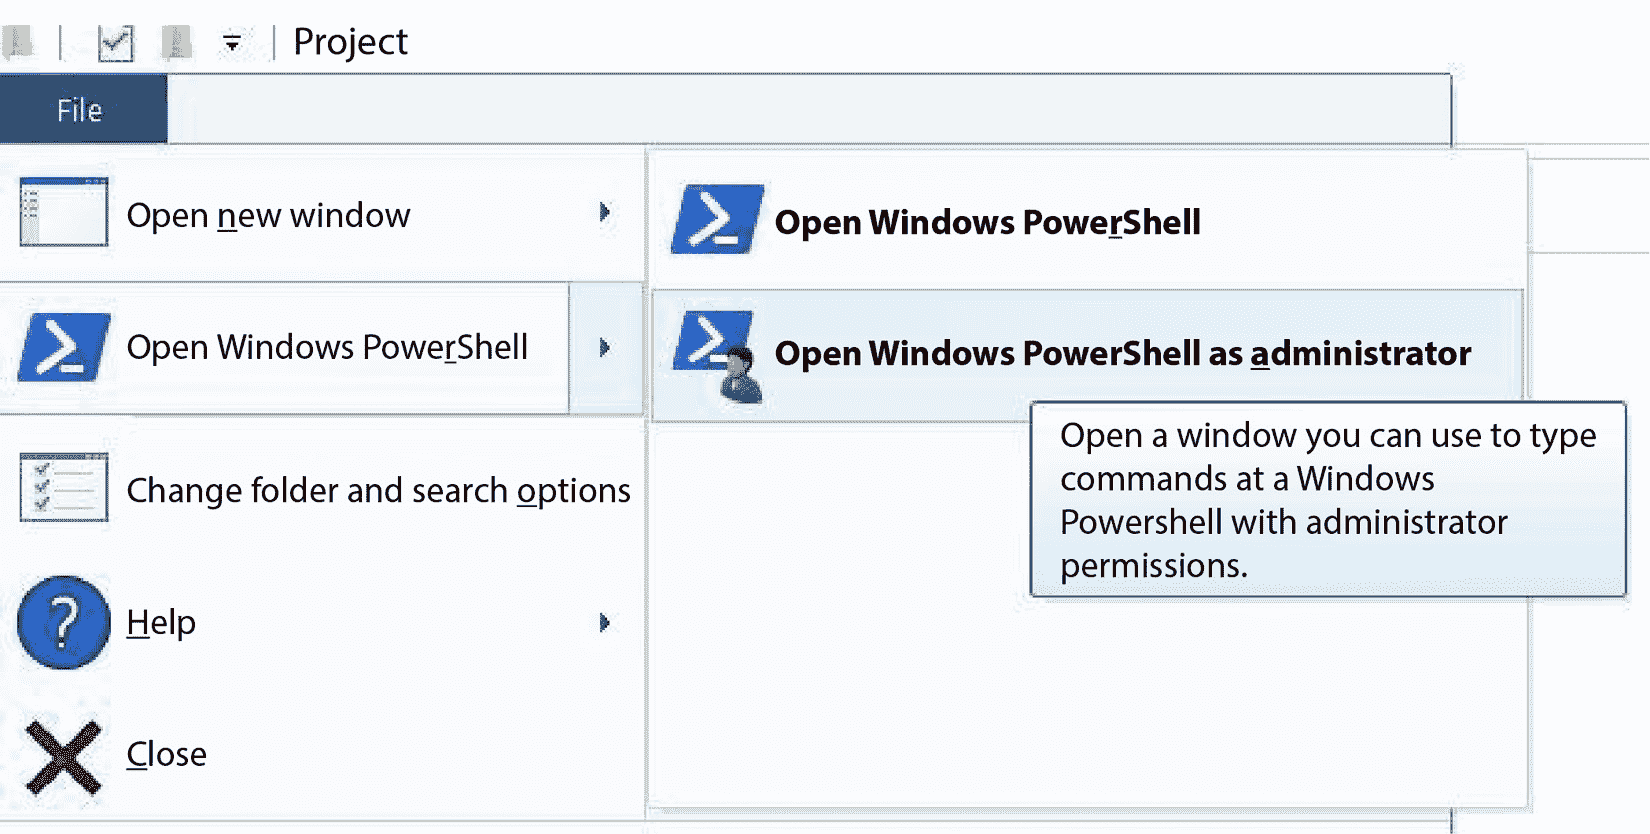 Project
File
Open new window
Open Windows PowerShell
Open Windows PowerShell
Open Windows PowerShell as administrator
Open a window you can use to type
commands at a Windows
Powershell with administrator
permissions.
Change folder and search options
Help
Close